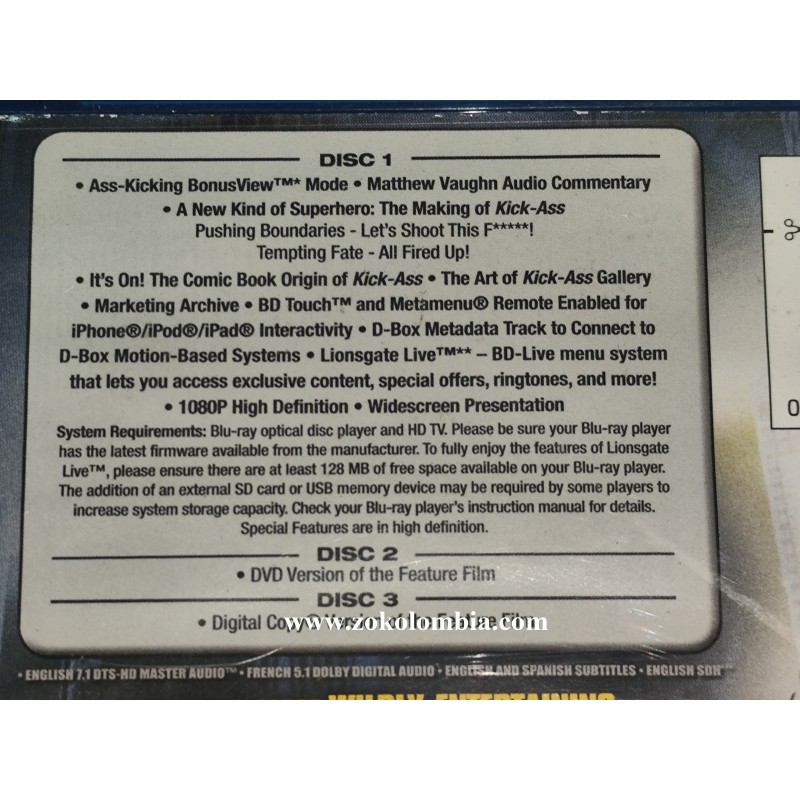 DISC 1
• Ass-Kicking BonusView™* Mode • Matthew Vaughn Audio Commentary
• A New Kind of Superhero: The Making of Kick-Ass
Pushing Boundaries - Let's Shoot This F*****!
Tempting Fate - All Fired Up!
• It's On! The Comic Book Origin of Kick-Ass • The Art of Kick-Ass Gallery
• Marketing Archive • BD Touch™ and Metamenu® Remote Enabled for
iPhone®/iPod®/iPad® Interactivity • D-Box Metadata Track to Connect to
D-Box Motion-Based Systems • Lionsgate Live™** – BD-Live menu system
that lets you access exclusive content, special offers, ringtones, and more!
• 1080P High Definition • Widescreen Presentation
System Requirements: Blu-ray optical disc player and HD TV. Please be sure your Blu-ray player
has the latest firmware available from the manufacturer. To fully enjoy the features of Lionsgate
Live™, please ensure there are at least 128 MB of free space available on your Blu-ray player.
The addition of an external SD card or USB memory device may be required by some players to
increase system storage capacity. Check your Blu-ray player's instruction manual for details.
Special Features are in high definition.
DISC 2
• DVD Version of the Feature Film
DISC 3
• Digital Copy® Version of the Feature Film
www.zokolombia.com
• ENGLISH 7.1 DTS-HD MASTER AUDIO™ • FRENCH 5.1 DOLBY DIGITAL AUDIO • ENGLISH AND SPANISH SUBTITLES • ENGLISH SDH
WILDLY ENTERTAINING
0